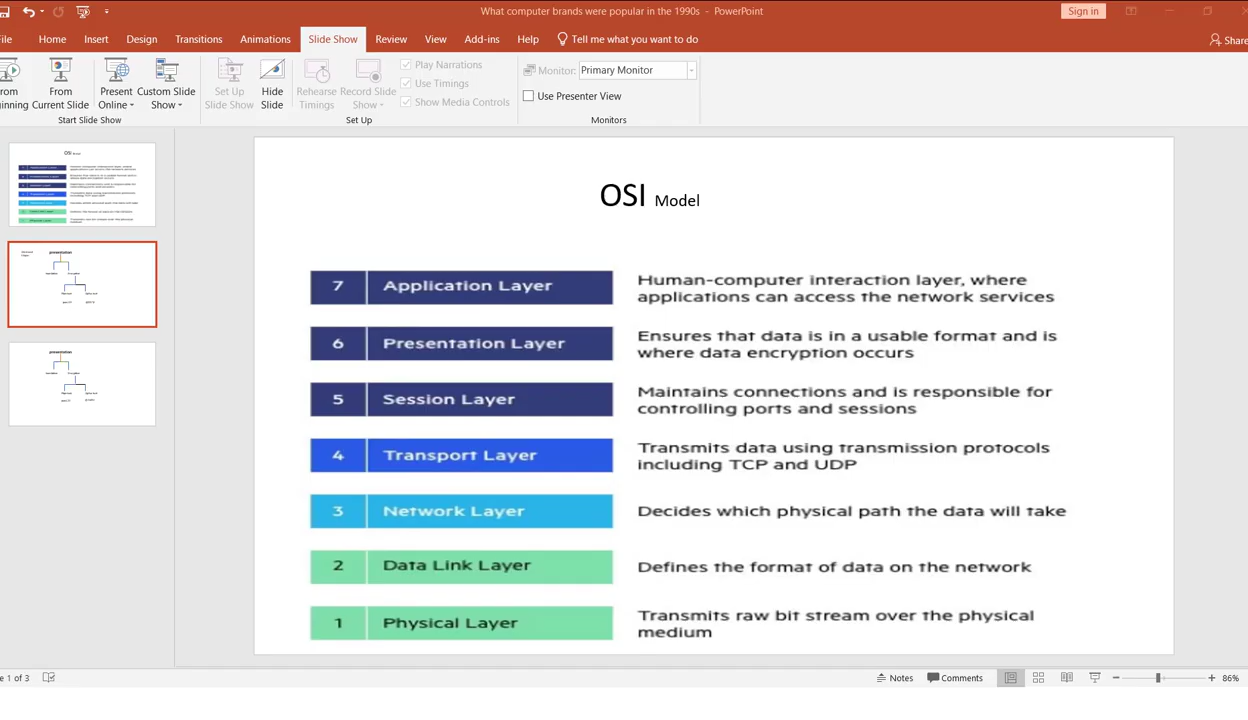 What computer brands were popular in the 1990s - PowerPoint
Sign in
File Home Insert Design Transitions Animations Slide Show Review View Add-ins Help Tell me what you want to do
Share
From Current Slide
Present Online
Custom Slide Show
Set Up Slide Show
Hide Slide
Rehearse Timings
Record Slide Show
Play Narrations
Use Timings
Show Media Controls
Monitor: Primary Monitor
Use Presenter View
Start Slide Show
Set Up
Monitors
OSI Model
7 Application Layer
Human-computer interaction layer, where
applications can access the network services
6 Presentation Layer
Ensures that data is in a usable format and is
where data encryption occurs
5 Session Layer
Maintains connections and is responsible for
controlling ports and sessions
4 Transport Layer
Transmits data using transmission protocols
including TCP and UDP
3 Network Layer
Decides which physical path the data will take
2 Data Link Layer
Defines the format of data on the network
1 Physical Layer
Transmits raw bit stream over the physical
medium
presentation
presentation
e 1 of 3
Notes
Comments
86%